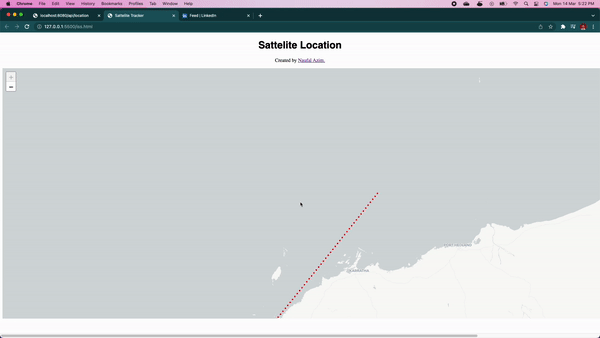 Chrome File Edit View History Bookmarks Profiles Tab Window Help Mon 14 Mar 5:22 PM
localhost:8080/api/location Sattelite Tracker Feed | LinkedIn
127.0.0.1:5500/iss.html
Sattelite Location
Created by Naufal Azim.
+
−